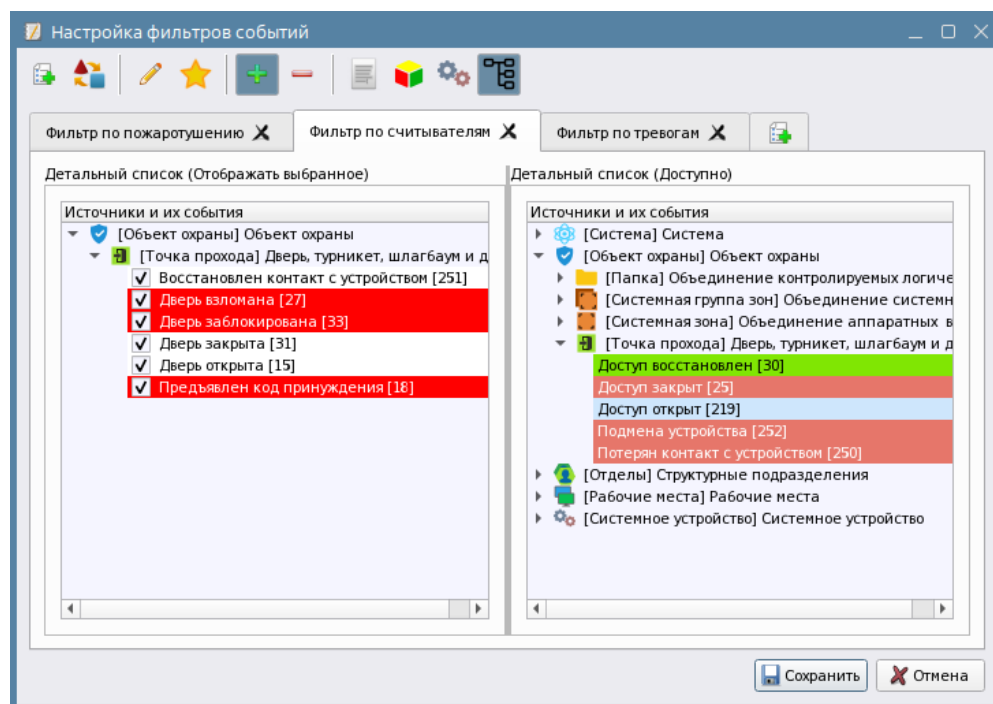 Настройка фильтров событий
Фильтр по пожаротушению
Фильтр по считывателям
Фильтр по тревогам
Детальный список (Отображать выбранное)
Источники и их события
[Объект охраны] Объект охраны
[Точка прохода] Дверь, турникет, шлагбаум и д
Восстановлен контакт с устройством [251]
Дверь взломана [27]
Дверь заблокирована [33]
Дверь закрыта [31]
Дверь открыта [15]
Предъявлен код принуждения [18]
Детальный список (Доступно)
Источники и их события
[Система] Система
[Объект охраны] Объект охраны
[Папка] Объединение контролируемых логиче
[Системная группа зон] Объединение системн
[Системная зона] Объединение аппаратных в
[Точка прохода] Дверь, турникет, шлагбаум и д
Доступ восстановлен [30]
Доступ закрыт [25]
Доступ открыт [219]
Подмена устройства [252]
Потерян контакт с устройством [250]
[Отделы] Структурные подразделения
[Рабочие места] Рабочие места
[Системное устройство] Системное устройство
Сохранить
Отмена